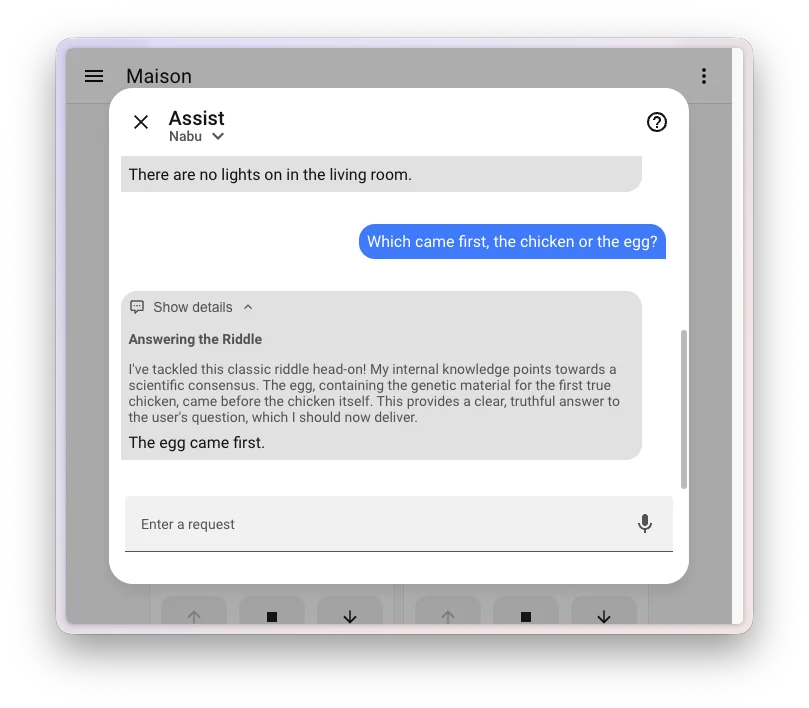 Maison
Assist
Nabu
There are no lights on in the living room.
Which came first, the chicken or the egg?
Show details
Answering the Riddle
I've tackled this classic riddle head-on! My internal knowledge points towards a
scientific consensus. The egg, containing the genetic material for the first true
chicken, came before the chicken itself. This provides a clear, truthful answer to
the user's question, which I should now deliver.
The egg came first.
Enter a request